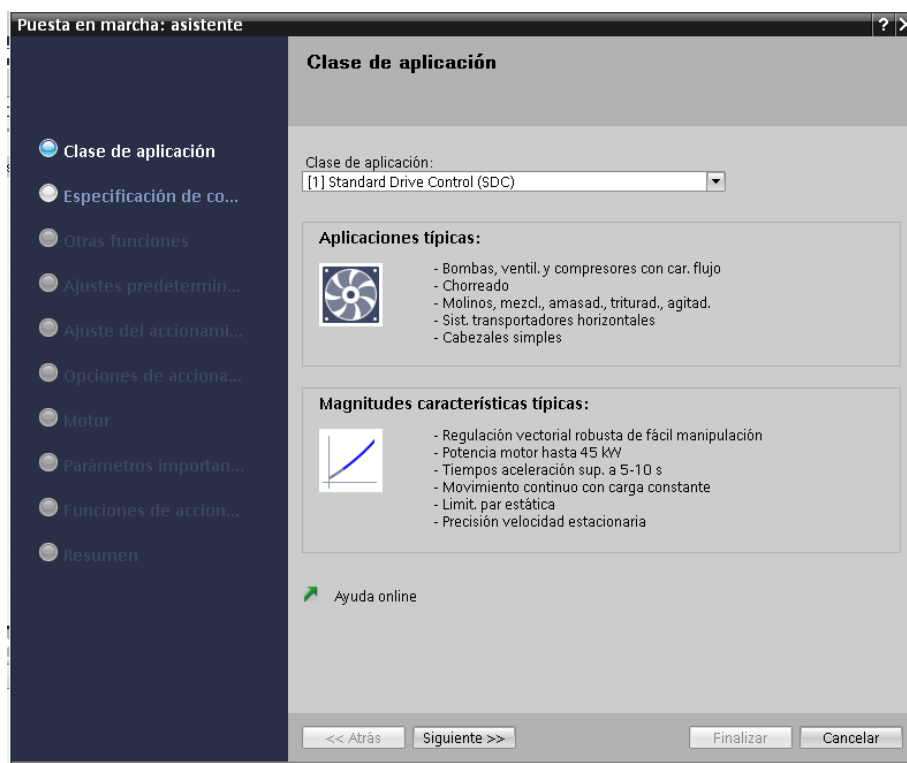 Puesta en marcha: asistente
Clase de aplicación
Clase de aplicación
Especificación de co...
Otras funciones
Ajustes predetermin...
Ajuste del accionami...
Opciones de acciona...
Motor
Parámetros importan...
Funciones de accion...
Resumen
Clase de aplicación:
[1] Standard Drive Control (SDC)
Aplicaciones típicas:
- Bombas, ventil. y compresores con car. flujo
- Chorreado
- Molinos, mezcl., amasad., triturad., agitad.
- Sist. transportadores horizontales
- Cabezales simples
Magnitudes características típicas:
- Regulación vectorial robusta de fácil manipulación
- Potencia motor hasta 45 kW
- Tiempos aceleración sup. a 5-10 s
- Movimiento continuo con carga constante
- Limit. par estática
- Precisión velocidad estacionaria
Ayuda online
<< Atrás
Siguiente >>
Finalizar
Cancelar